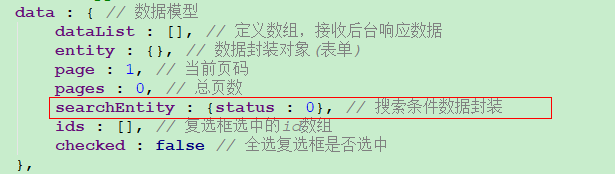 data : { // 数据模型
dataList : [], // 定义数组，接收后台响应数据
entity : {}, // 数据封装对象(表单)
page : 1, // 当前页码
pages : 0, // 总页数
searchEntity : {status : 0}, // 搜索条件数据封装
ids : [], // 复选框选中的id数组
checked : false // 全选复选框是否选中
},